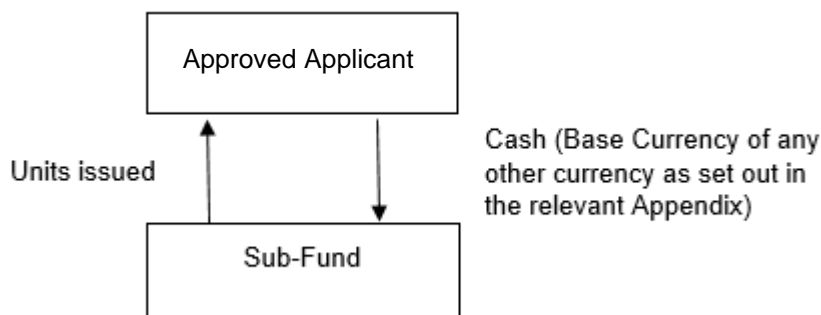 Approved Applicant
Units issued
Cash (Base Currency of any
other currency as set out in
the relevant Appendix)
Sub-Fund